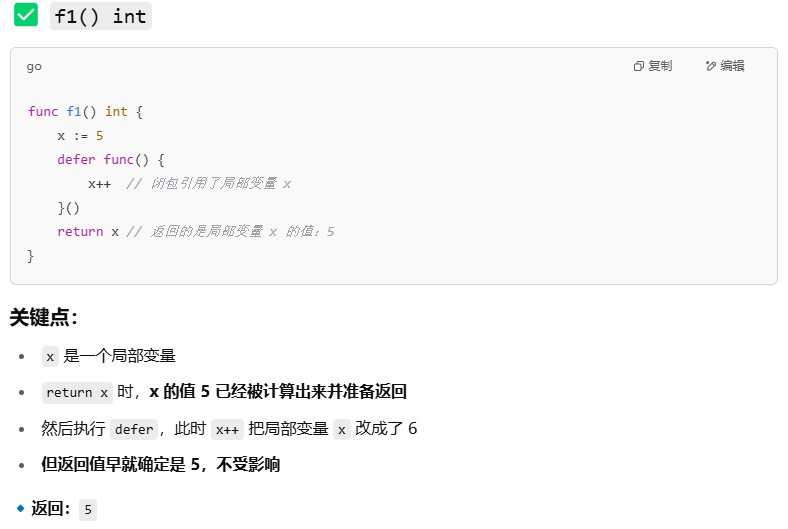 f1() int
go 复制 编辑
func f1() int {
    x := 5
    defer func() {
        x++  // 闭包引用了局部变量 x
    }()
    return x // 返回的是局部变量 x 的值：5
}
关键点：
• x 是一个局部变量
• return x 时，x 的值 5 已经被计算出来并准备返回
• 然后执行 defer，此时 x++ 把局部变量 x 改成了 6
• 但返回值早就确定是 5，不受影响
返回：5